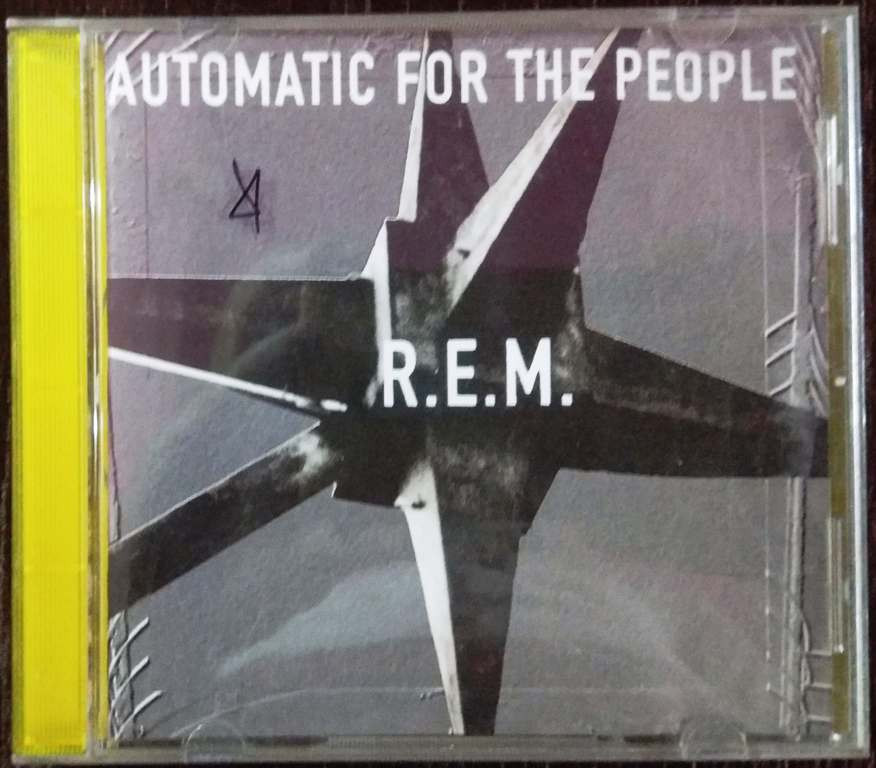 AUTOMATIC FOR THE PEOPLE
R.E.M.